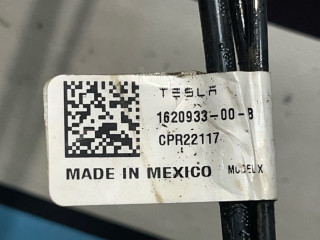 TESLA
1620933-00-B
CPR22117
MADE IN MEXICO MODEL X